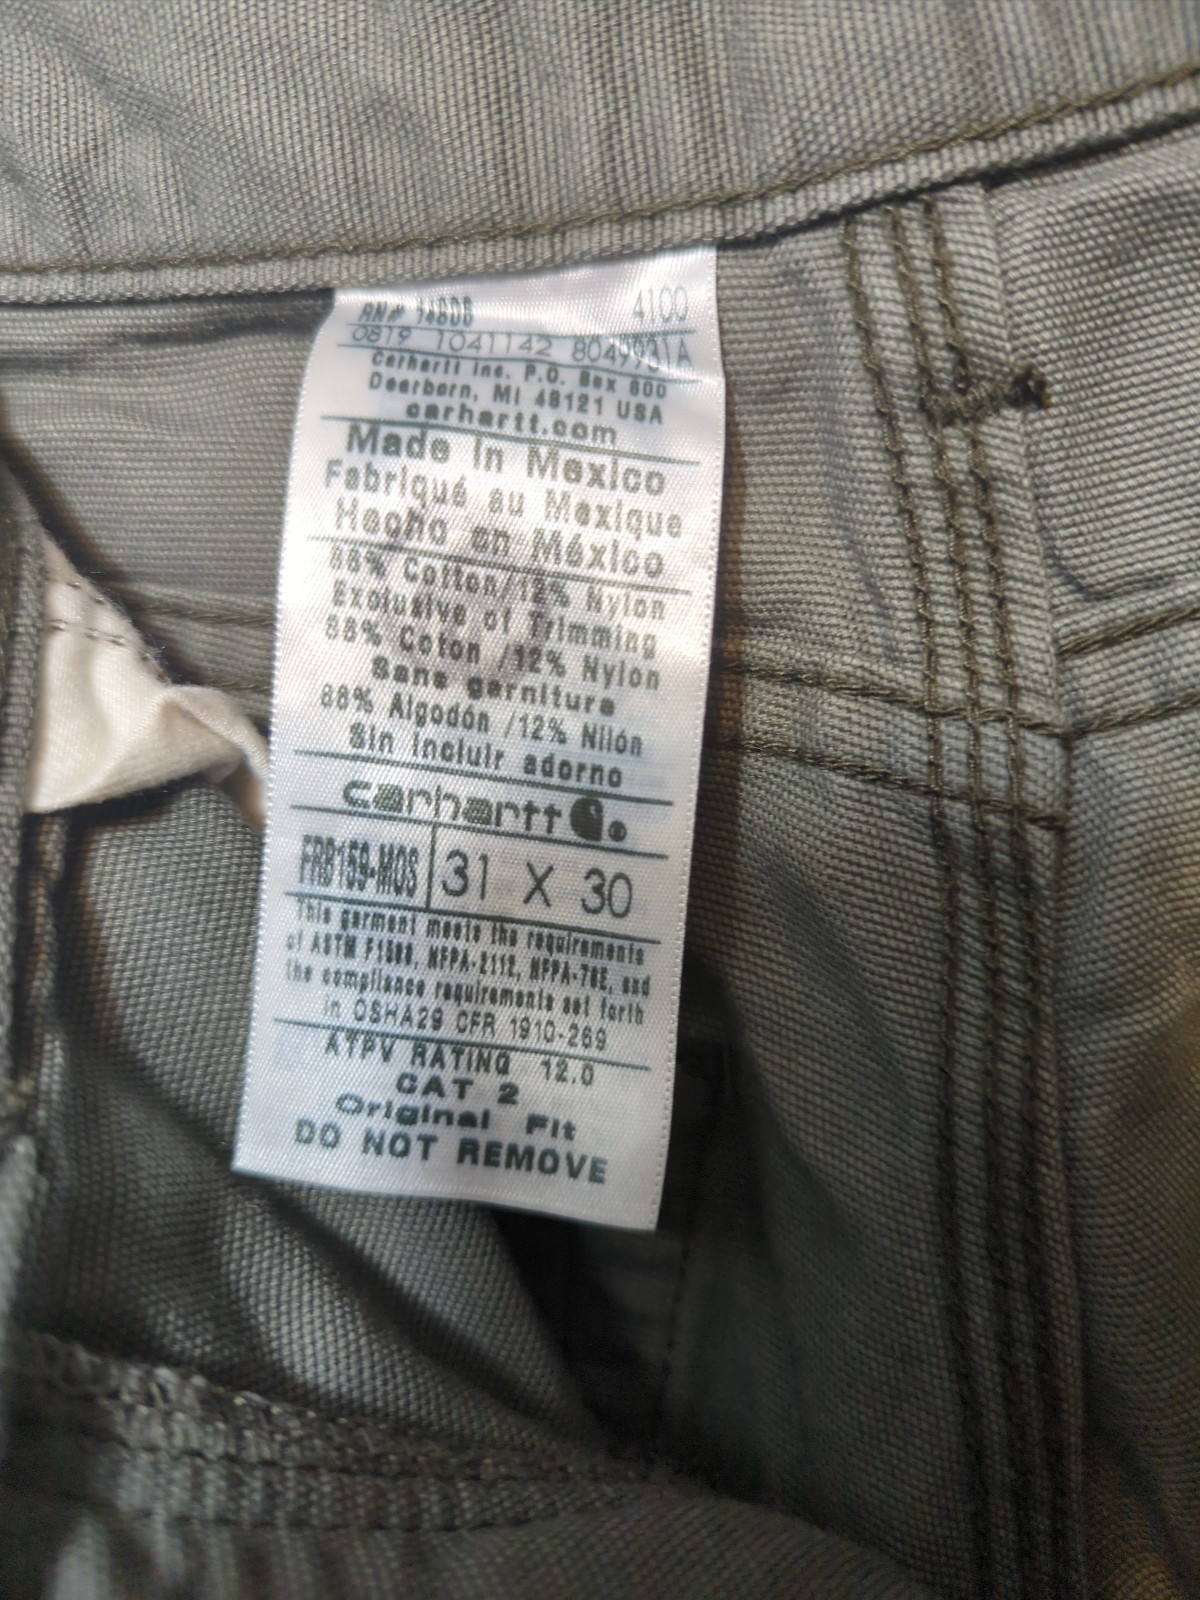 RN# 14806 4100
0819 1041142 8049931A
Carhartt Inc. P.O. Box 600
Dearborn, MI 48121 USA
carhartt.com
Made in Mexico
Fabriqué au Mexique
Hecho en México
88% Cotton/12% Nylon
Exclusive of Trimming
88% Coton /12% Nylon
Sans garniture
88% Algodón /12% Nilón
Sin incluir adorno
carhartt ®
FRB159-MOS 31 X 30
This garment meets the requirements
of ASTM F1506, NFPA-2112, NFPA-70E, and
the compliance requirements set forth
in OSHA29 CFR 1910-269
ATPV RATING 12.0
CAT 2
Original Fit
DO NOT REMOVE